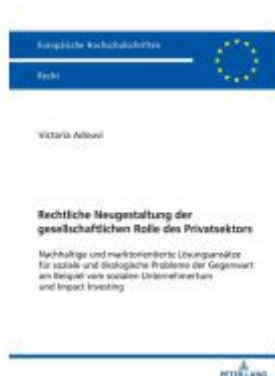 Europäische Hochschulschriften
Recht
Victoria Adouvi
Rechtliche Neugestaltung der
gesellschaftlichen Rolle des Privatsektors
Nachhaltige und marktorientierte Lösungsansätze
für soziale und ökologische Probleme der Gegenwart
am Beispiel vom sozialen Unternehmertum
und Impact Investing
PETER LANG